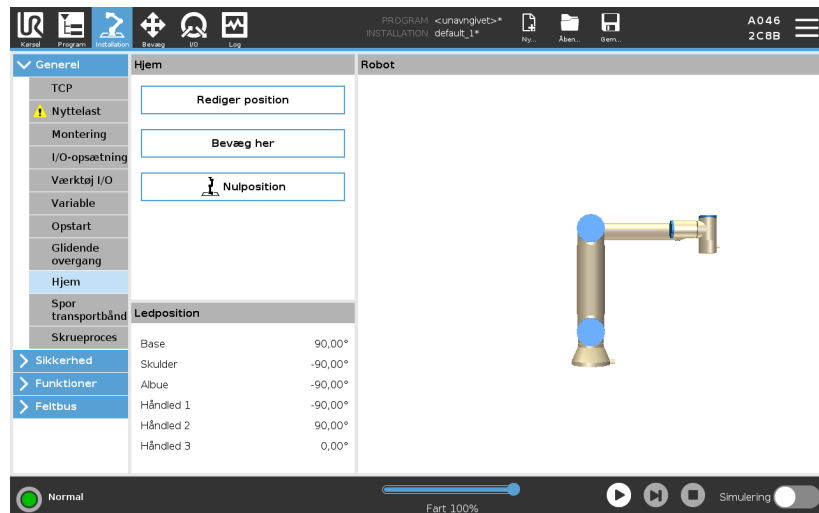 UR
PROGRAM <unavngivet>*
INSTALLATION default_1*
A046
2C8B
Kørsel Program Installation Bevæg I/O Log
Ny... Åben... Gem...
Generel
TCP
Nyttelast
Montering
I/O-opsætning
Værktøj I/O
Variable
Opstart
Glidende
overgang
Hjem
Spor
transportbånd
Skrueproces
Sikkerhed
Funktioner
Feltbus
Hjem
Rediger position
Bevæg her
Nulposition
Ledposition
Base 90,00°
Skulder -90,00°
Albue -90,00°
Håndled 1 -90,00°
Håndled 2 90,00°
Håndled 3 0,00°
Robot
Normal
Fart 100%
Simulering